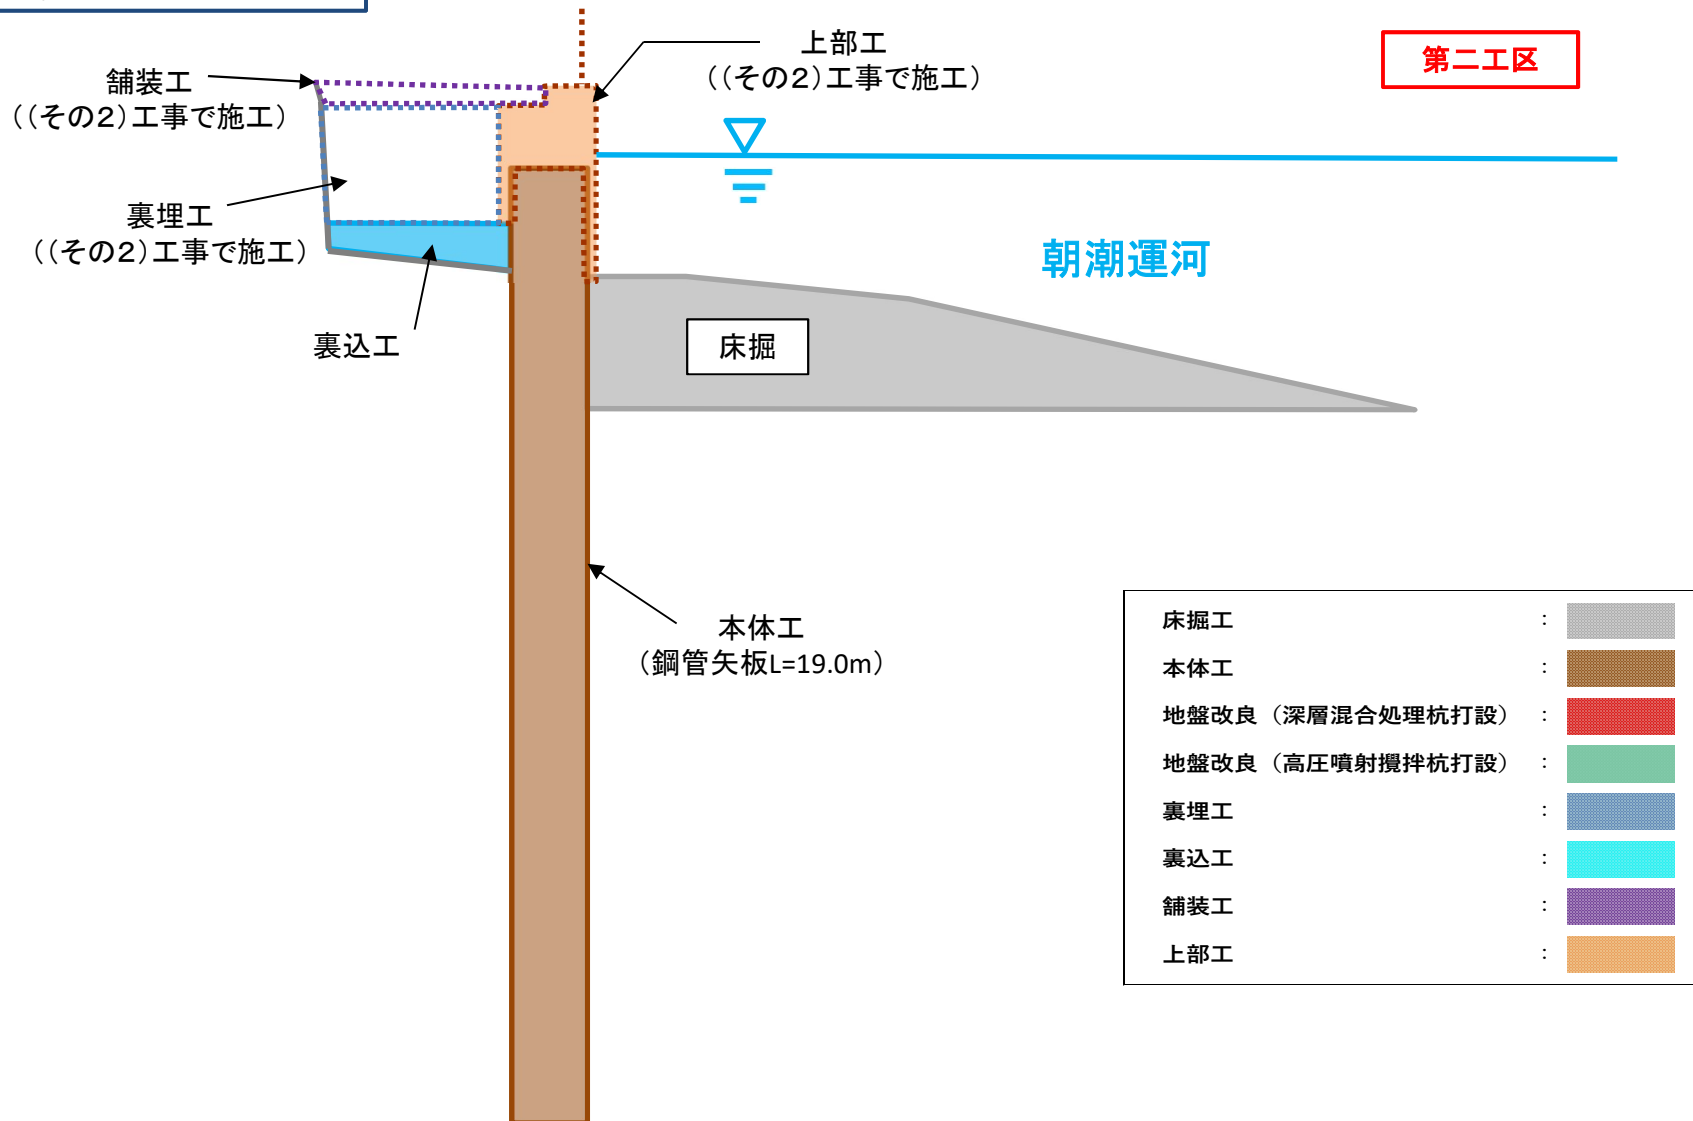 上部工
((その2)工事で施工)
第二工区
舗装工
((その2)工事で施工)
裏埋工
((その2)工事で施工)
朝潮運河
裏込工
床掘
本体工
(鋼管矢板L=19.0m)
床掘工 :
本体工 :
地盤改良(深層混合処理杭打設) :
地盤改良(高圧噴射攪拌杭打設) :
裏埋工 :
裏込工 :
舗装工 :
上部工 :